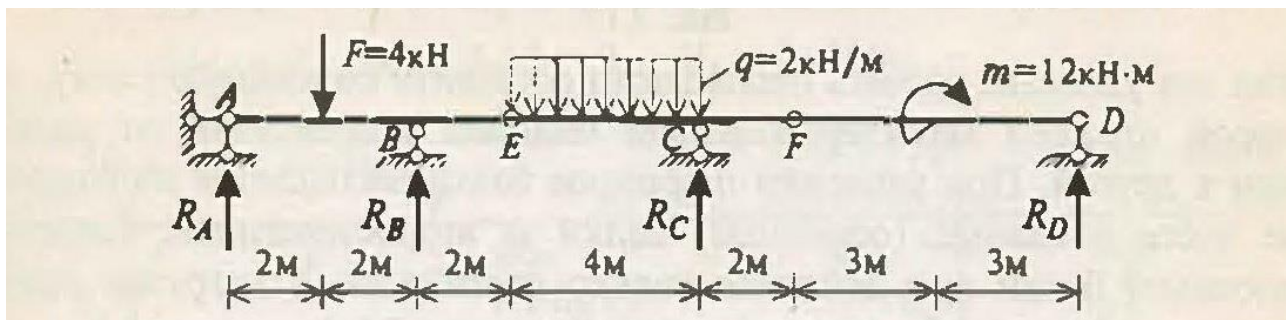 F=4кН
q=2кН/м
m=12кН·м
A
B
E
C
F
D
R_A
R_B
R_C
R_D
2м
2м
2м
4м
2м
3м
3м